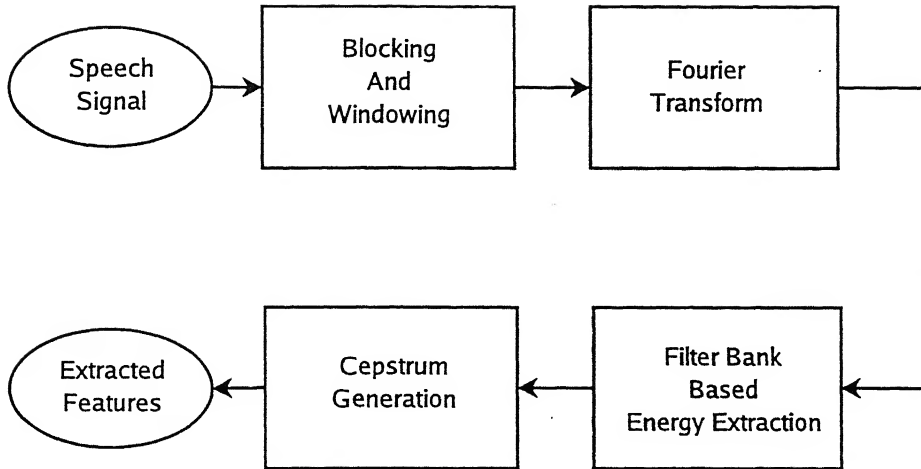 Speech
Signal
Blocking
And
Windowing
Fourier
Transform
Extracted
Features
Cepstrum
Generation
Filter Bank
Based
Energy Extraction